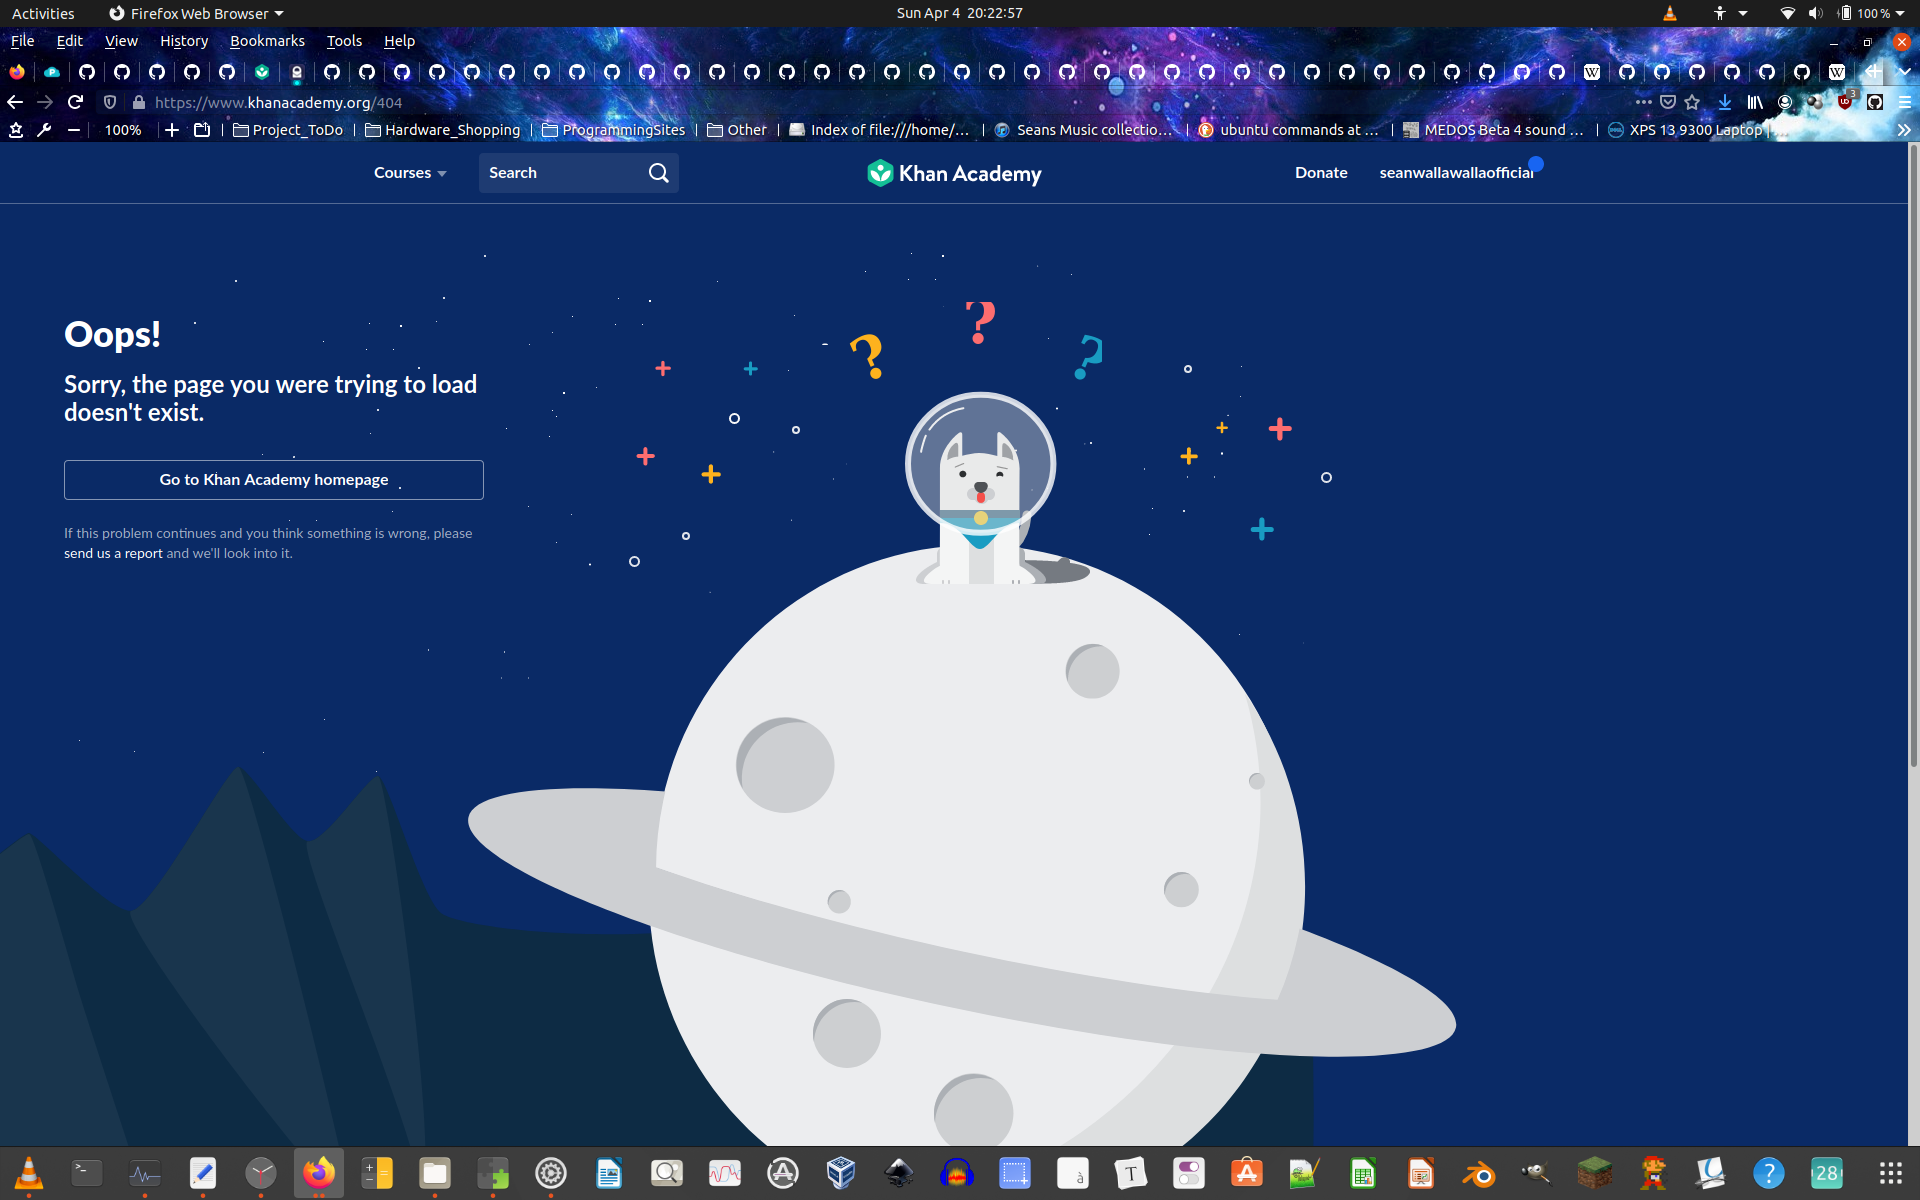 Activities Firefox Web Browser Sun Apr 4 20:22:57 100 %
File Edit View History Bookmarks Tools Help
https://www.khanacademy.org/404 3
100% Project_ToDo Hardware_Shopping ProgrammingSites Other Index of file:///home/... Seans Music collectio... ubuntu commands at ... MEDOS Beta 4 sound ... XPS 13 9300 Laptop | ...
Courses Search Khan Academy Donate seanwallawallaofficial
Oops!
Sorry, the page you were trying to load
doesn't exist.
Go to Khan Academy homepage
If this problem continues and you think something is wrong, please
send us a report and we'll look into it.
28